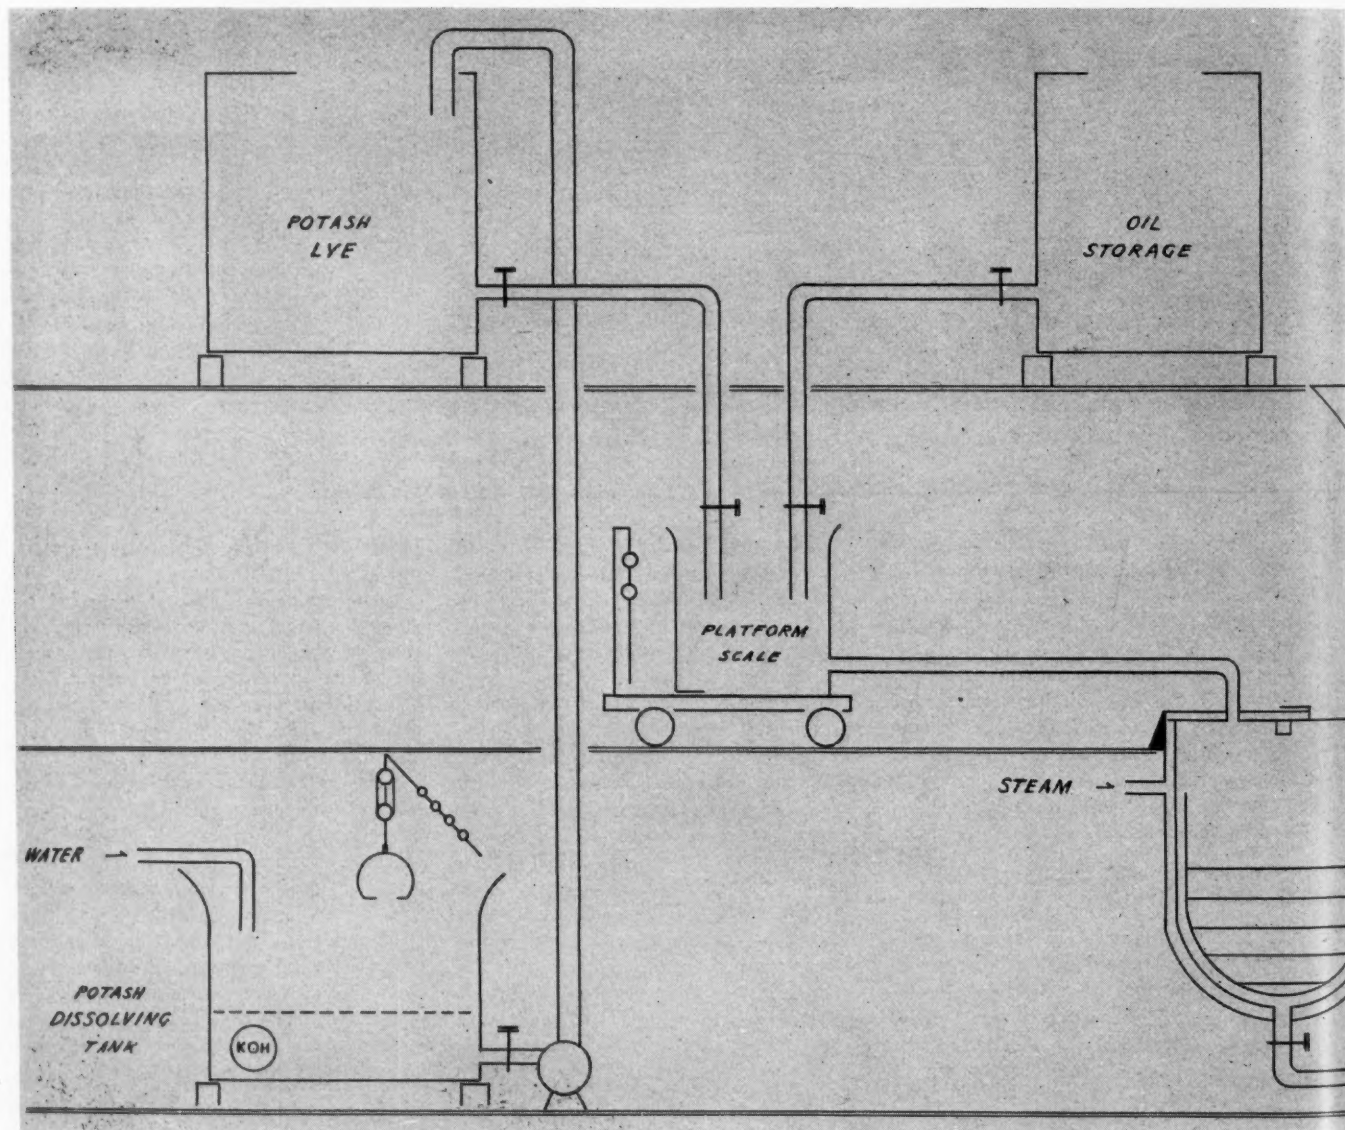 POTASH
LYE
OIL
STORAGE
PLATFORM
SCALE
STEAM
WATER
POTASH
DISSOLVING
TANK
KOH